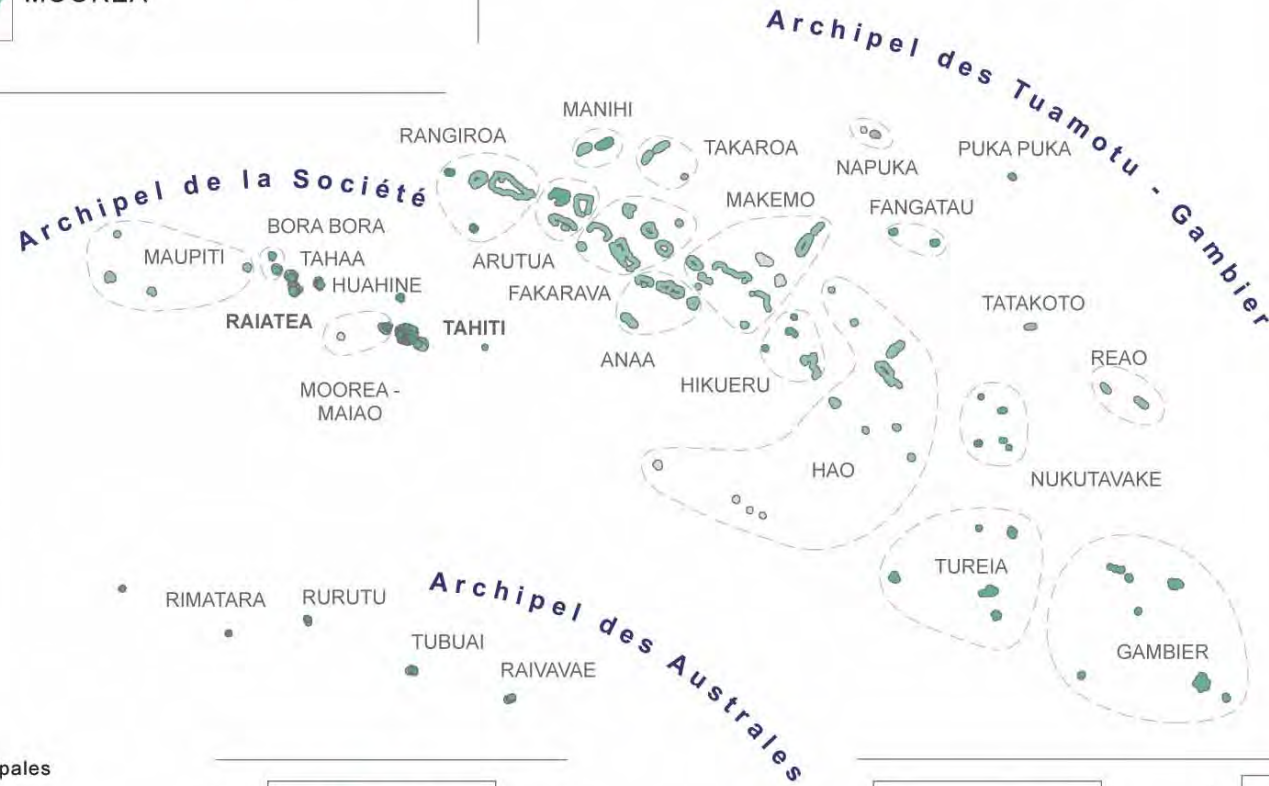 MOOREA
Archipel des Tuamotu - Gambier
MANIHI
RANGIROA
TAKAROA
NAPUKA
PUKA PUKA
Archipel de la Société
MAKEMO
FANGATAU
BORA BORA
MAUPITI
TAHAA
ARUTUA
HUAHINE
FAKARAVA
TATAKOTO
RAIATEA
TAHITI
REAO
ANAA
HIKUERU
MOOREA -
MAIAO
HAO
NUKUTAVAKE
TUREIA
Archipel des Australes
RIMATARA
RURUTU
TUBUAI
RAIVAVAE
GAMBIER
pales